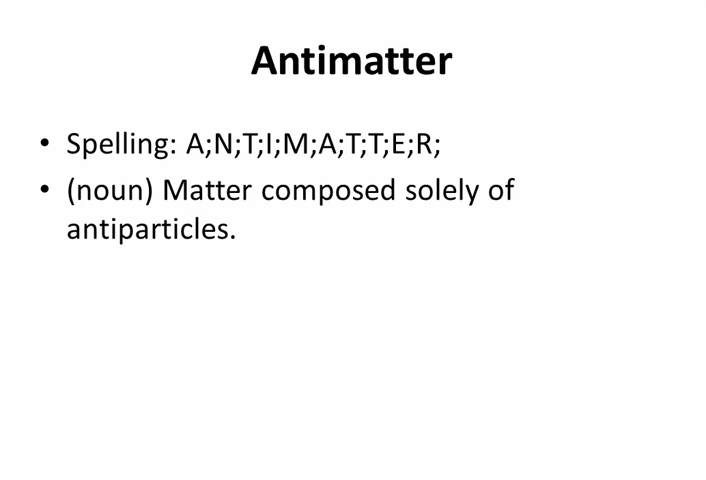 Antimatter
• Spelling: A;N;T;I;M;A;T;T;E;R;
• (noun) Matter composed solely of
antiparticles.